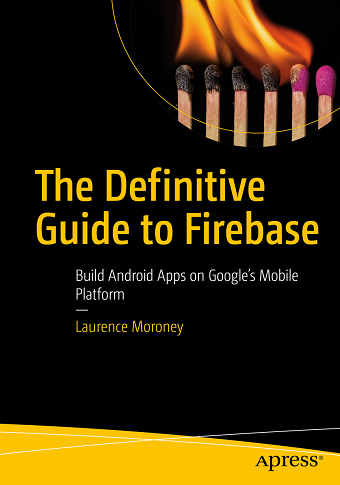 The Definitive
Guide to Firebase
Build Android Apps on Google's Mobile
Platform
—
Laurence Moroney
Apress®